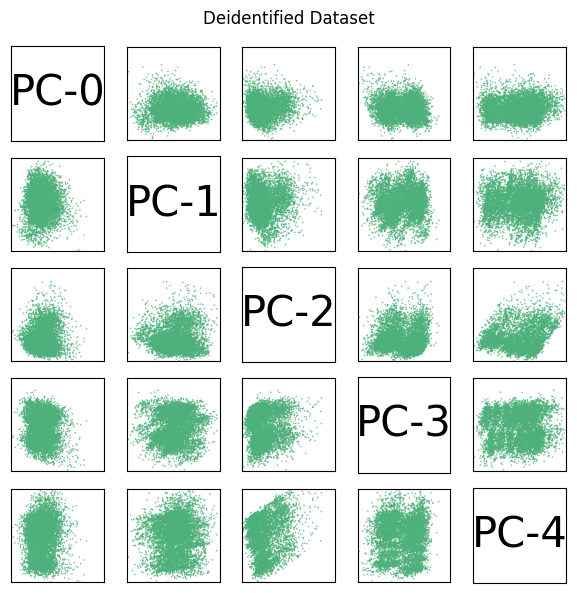 Deidentified Dataset
PC-0
PC-1
PC-2
PC-3
PC-4